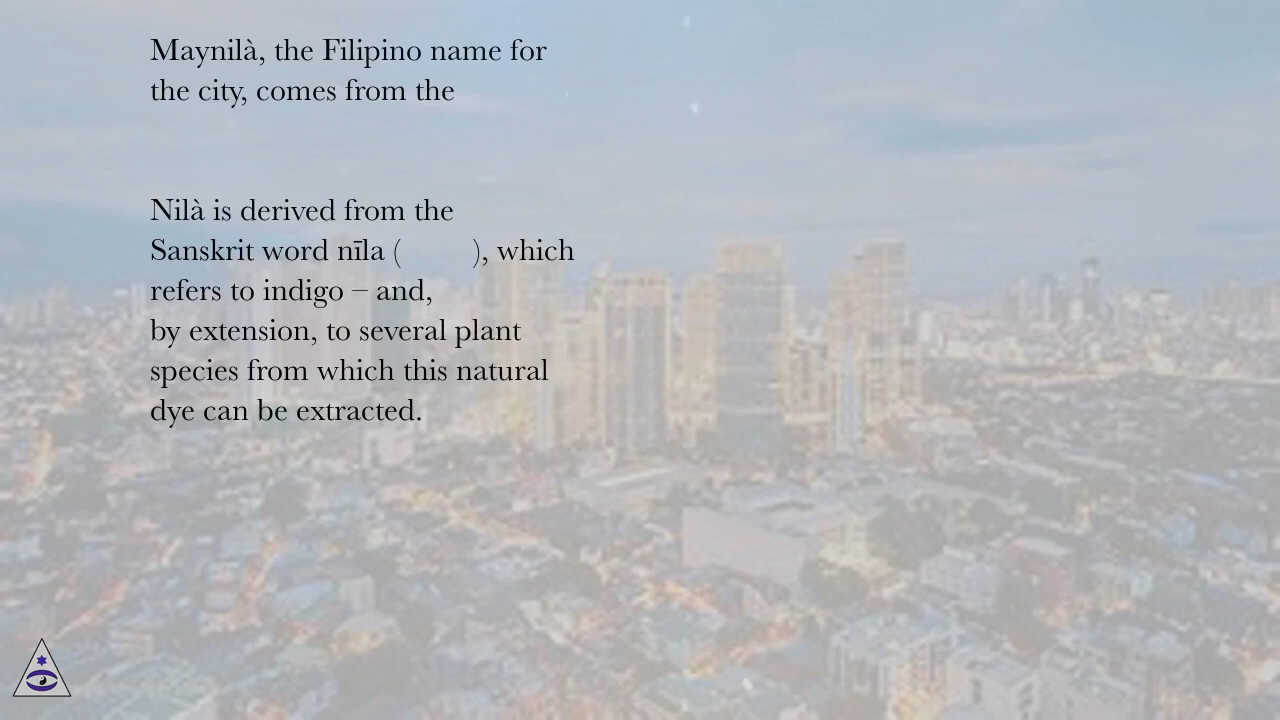 Maynilà, the Filipino name for
the city, comes from the
Nilà is derived from the
Sanskrit word nīla (        ), which
refers to indigo – and,
by extension, to several plant
species from which this natural
dye can be extracted.